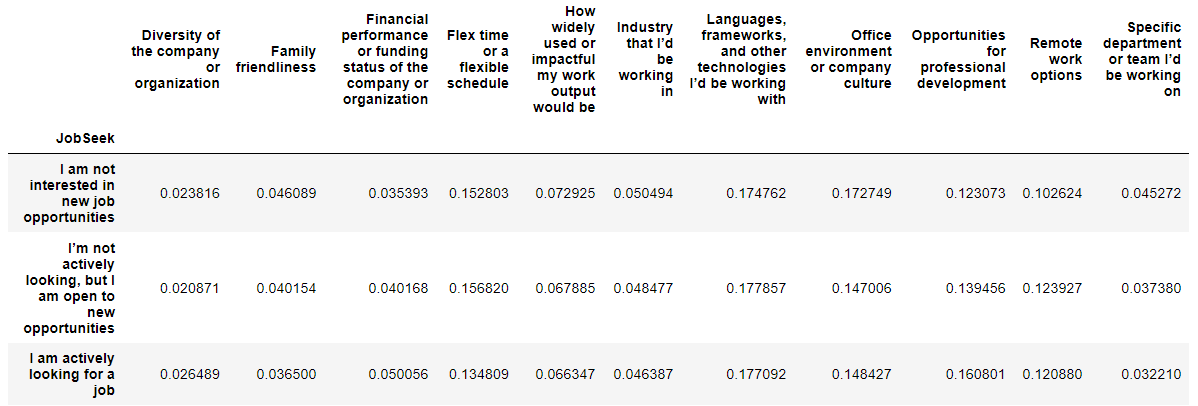 Diversity of the company or organization
Family friendliness
Financial performance or funding status of the company or organization
Flex time or a flexible schedule
How widely used or impactful my work output would be
Industry that I'd be working in
Languages, frameworks, and other technologies I'd be working with
Office environment or company culture
Opportunities for professional development
Remote work options
Specific department or team I'd be working on
JobSeek
I am not interested in new job opportunities 0.023816 0.046089 0.035393 0.152803 0.072925 0.050494 0.174762 0.172749 0.123073 0.102624 0.045272
I’m not actively looking, but I am open to new opportunities 0.020871 0.040154 0.040168 0.156820 0.067885 0.048477 0.177857 0.147006 0.139456 0.123927 0.037380
I am actively looking for a job 0.026489 0.036500 0.050056 0.134809 0.066347 0.046387 0.177092 0.148427 0.160801 0.120880 0.032210